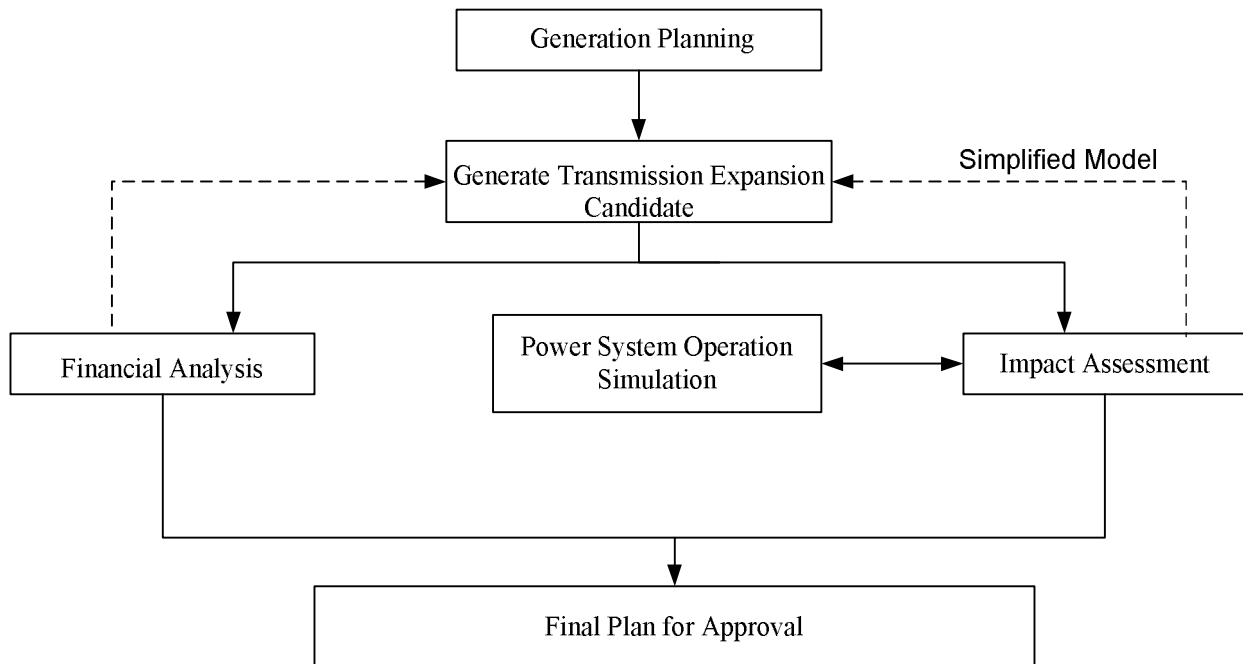 Generation Planning
Simplified Model
Generate Transmission Expansion
Candidate
Financial Analysis
Power System Operation
Simulation
Impact Assessment
Final Plan for Approval